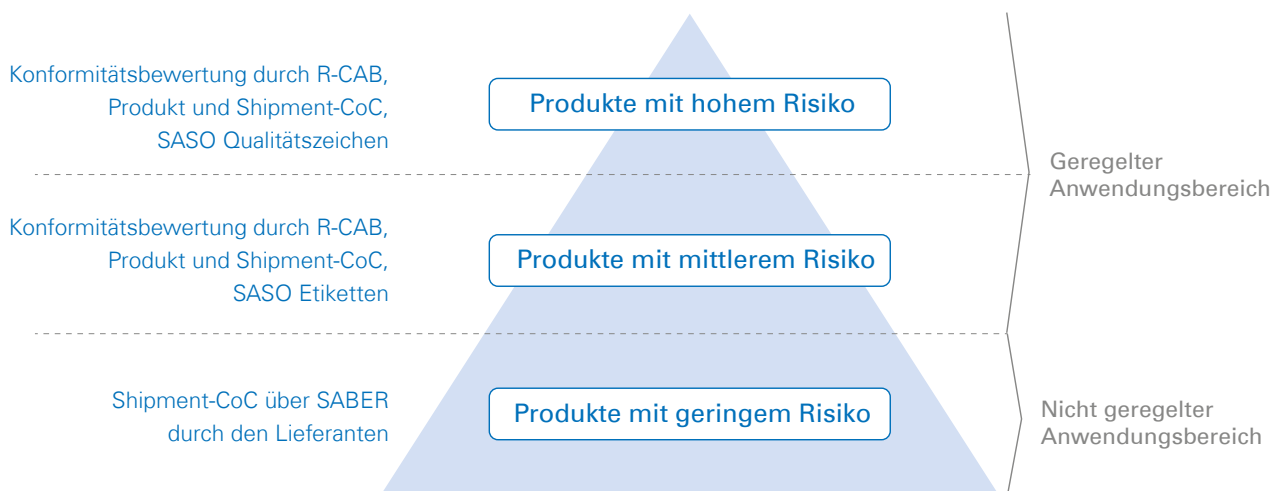 Konformitätsbewertung durch R-CAB,
Produkt und Shipment-CoC,
SASO Qualitätszeichen
Produkte mit hohem Risiko
Geregelter
Anwendungsbereich
Konformitätsbewertung durch R-CAB,
Produkt und Shipment-CoC,
SASO Etiketten
Produkte mit mittlerem Risiko
Shipment-CoC über SABER
durch den Lieferanten
Produkte mit geringem Risiko
Nicht geregelter
Anwendungsbereich